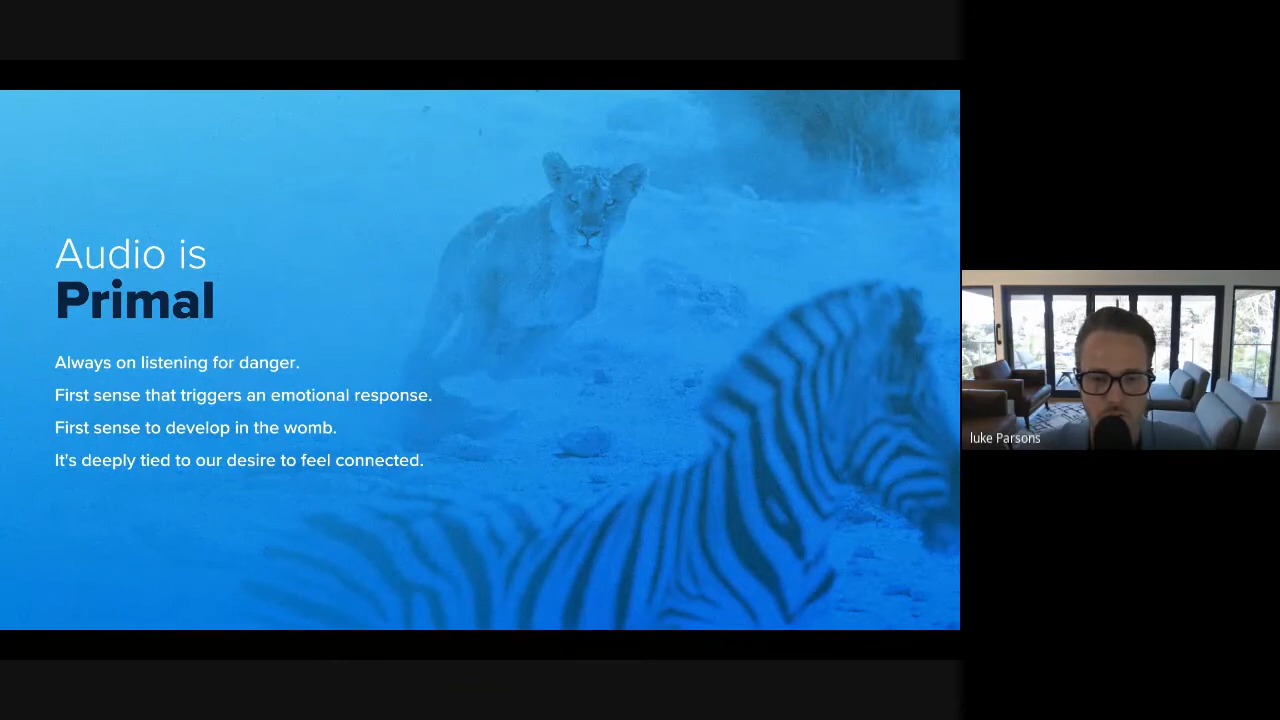 Audio is
Primal
Always on listening for danger.
First sense that triggers an emotional response.
First sense to develop in the womb.
It's deeply tied to our desire to feel connected.
luke Parsons